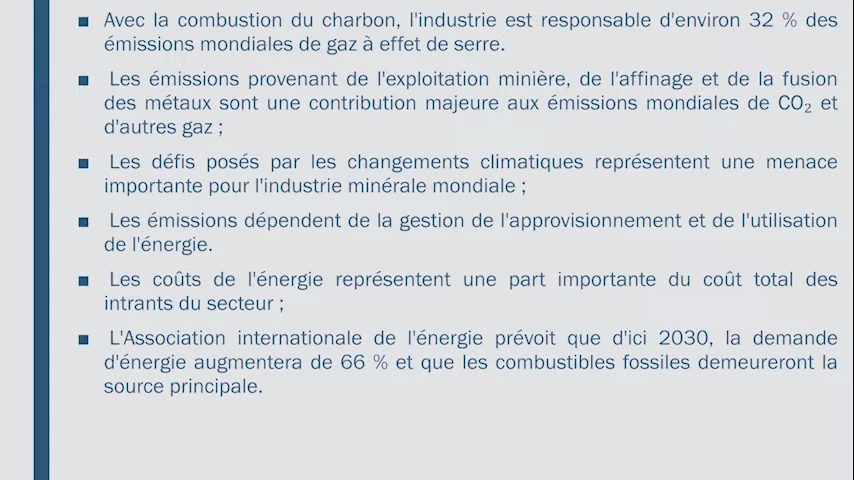 ■ Avec la combustion du charbon, l'industrie est responsable d'environ 32 % des
émissions mondiales de gaz à effet de serre.
■ Les émissions provenant de l'exploitation minière, de l'affinage et de la fusion
des métaux sont une contribution majeure aux émissions mondiales de CO₂ et
d'autres gaz ;
■ Les défis posés par les changements climatiques représentent une menace
importante pour l'industrie minérale mondiale ;
■ Les émissions dépendent de la gestion de l'approvisionnement et de l'utilisation
de l'énergie.
■ Les coûts de l'énergie représentent une part importante du coût total des
intrants du secteur ;
■ L'Association internationale de l'énergie prévoit que d'ici 2030, la demande
d'énergie augmentera de 66 % et que les combustibles fossiles demeureront la
source principale.